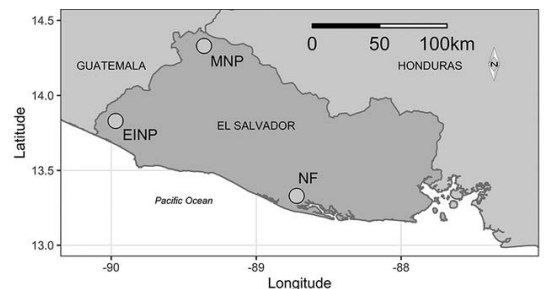 14.5
0 50 100km
GUATEMALA
MNP
HONDURAS
N
14.0
Latitude
EINP
EL SALVADOR
13.5
NF
Pacific Ocean
13.0
-90 -89 -88
Longitude